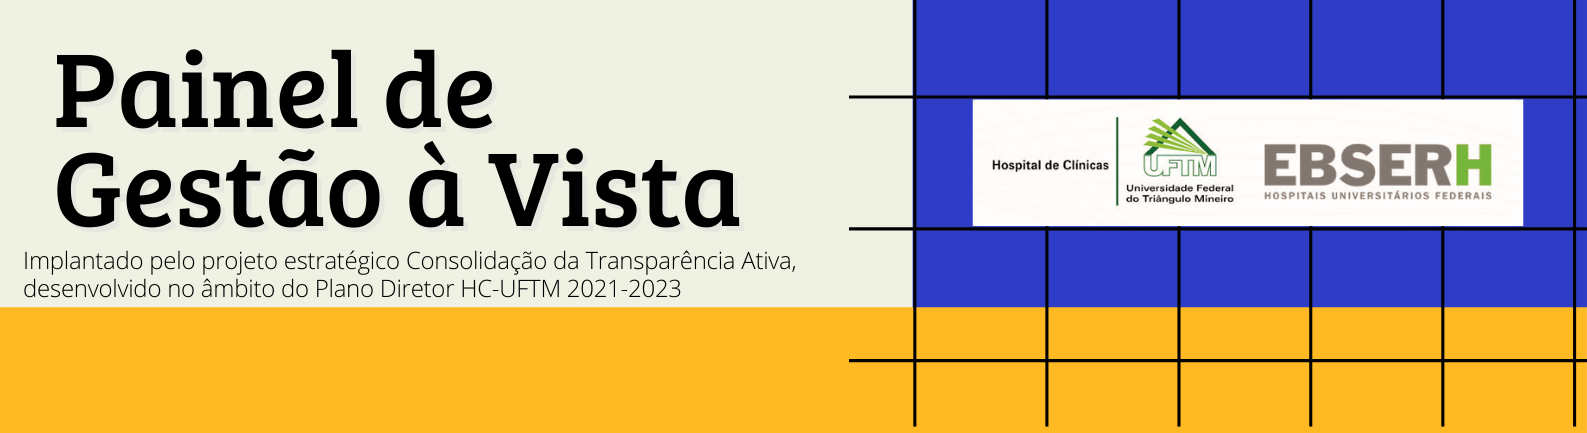 Painel de
Gestão à Vista
Implantado pelo projeto estratégico Consolidação da Transparência Ativa,
desenvolvido no âmbito do Plano Diretor HC-UFTM 2021-2023
Hospital de Clínicas
UFTM
Universidade Federal
do Triângulo Mineiro
EBSERH
HOSPITAIS UNIVERSITÁRIOS FEDERAIS